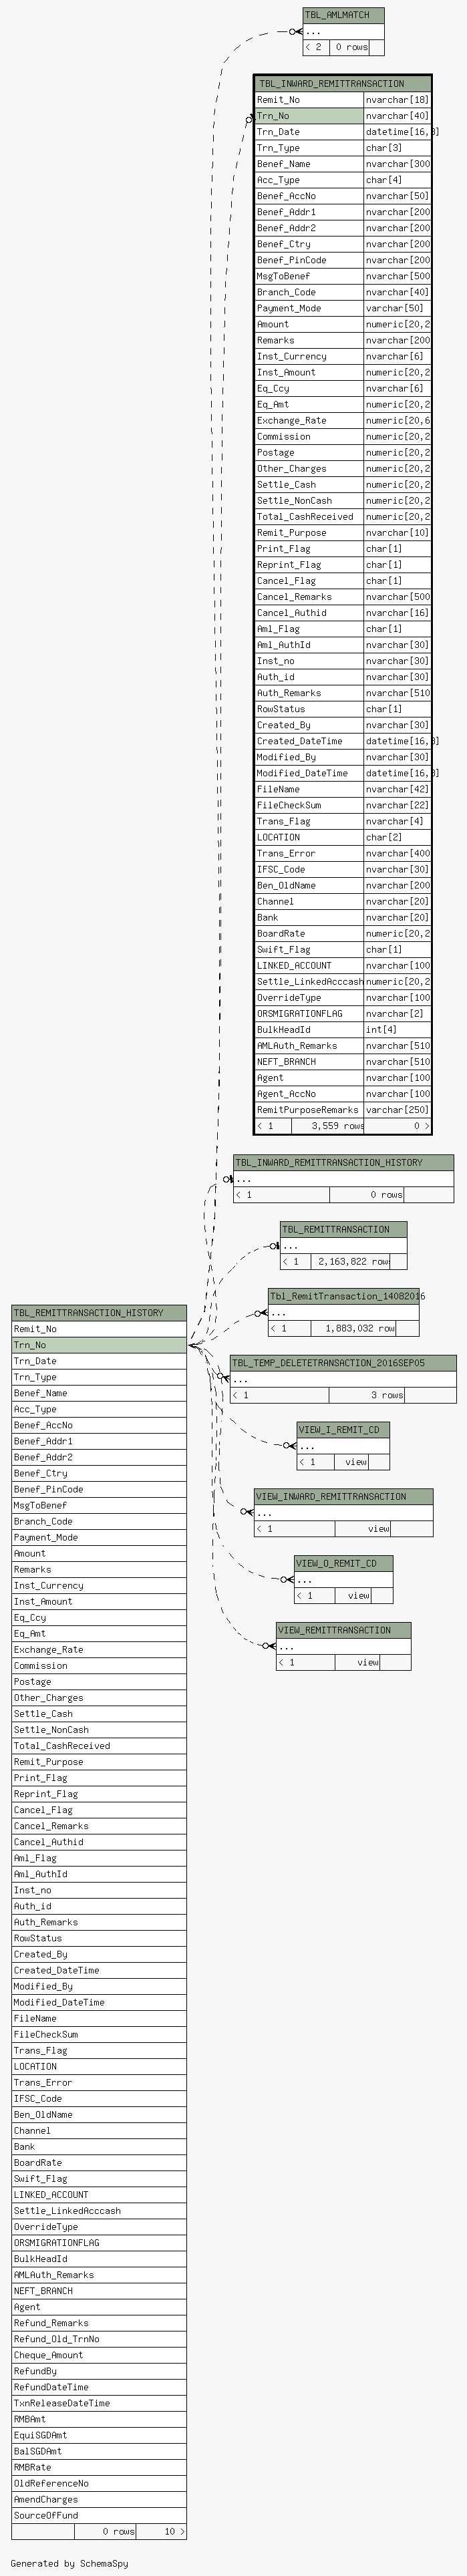 TBL_AMLMATCH
...
< 2 0 rows
TBL_INWARD_REMITTRANSACTION
Remit_No nvarchar[18]
Trn_No nvarchar[40]
Trn_Date datetime[16,3]
Trn_Type char[3]
Benef_Name nvarchar[300
Acc_Type char[4]
Benef_AccNo nvarchar[50]
Benef_Addr1 nvarchar[200
Benef_Addr2 nvarchar[200
Benef_Ctry nvarchar[200
Benef_PinCode nvarchar[200
MsgToBenef nvarchar[500
Branch_Code nvarchar[40]
Payment_Mode varchar[50]
Amount numeric[20,2
Remarks nvarchar[200
Inst_Currency nvarchar[6]
Inst_Amount numeric[20,2
Eq_Ccy nvarchar[6]
Eq_Amt numeric[20,2
Exchange_Rate numeric[20,6
Commission numeric[20,2
Postage numeric[20,2
Other_Charges numeric[20,2
Settle_Cash numeric[20,2
Settle_NonCash numeric[20,2
Total_CashReceived numeric[20,2
Remit_Purpose nvarchar[10]
Print_Flag char[1]
Reprint_Flag char[1]
Cancel_Flag char[1]
Cancel_Remarks nvarchar[500
Cancel_Authid nvarchar[16]
Aml_Flag char[1]
Aml_AuthId nvarchar[30]
Inst_no nvarchar[30]
Auth_id nvarchar[30]
Auth_Remarks nvarchar[510
RowStatus char[1]
Created_By nvarchar[30]
Created_DateTime datetime[16,3]
Modified_By nvarchar[30]
Modified_DateTime datetime[16,3]
FileName nvarchar[42]
FileCheckSum nvarchar[22]
Trans_Flag nvarchar[4]
LOCATION char[2]
Trans_Error nvarchar[400
IFSC_Code nvarchar[30]
Ben_OldName nvarchar[200
Channel nvarchar[20]
Bank nvarchar[20]
BoardRate numeric[20,2
Swift_Flag char[1]
LINKED_ACCOUNT nvarchar[100
Settle_LinkedAcccash numeric[20,2
OverrideType nvarchar[100
ORSMIGRATIONFLAG nvarchar[2]
BulkHeadId int[4]
AMLAuth_Remarks nvarchar[510
NEFT_BRANCH nvarchar[510
Agent nvarchar[100
Agent_AccNo nvarchar[100
RemitPurposeRemarks varchar[250]
< 1 3,559 rows 0 >
TBL_INWARD_REMITTRANSACTION_HISTORY
...
< 1 0 rows
TBL_REMITTRANSACTION
...
< 1 2,163,822 row
Tbl_RemitTransaction_14082016
...
< 1 1,883,032 row
TBL_TEMP_DELETETRANSACTION_2016SEP05
...
< 1 3 rows
VIEW_I_REMIT_CD
...
< 1 view
VIEW_INWARD_REMITTRANSACTION
...
< 1 view
VIEW_O_REMIT_CD
...
< 1 view
VIEW_REMITTRANSACTION
...
< 1 view
TBL_REMITTRANSACTION_HISTORY
Remit_No
Trn_No
Trn_Date
Trn_Type
Benef_Name
Acc_Type
Benef_AccNo
Benef_Addr1
Benef_Addr2
Benef_Ctry
Benef_PinCode
MsgToBenef
Branch_Code
Payment_Mode
Amount
Remarks
Inst_Currency
Inst_Amount
Eq_Ccy
Eq_Amt
Exchange_Rate
Commission
Postage
Other_Charges
Settle_Cash
Settle_NonCash
Total_CashReceived
Remit_Purpose
Print_Flag
Reprint_Flag
Cancel_Flag
Cancel_Remarks
Cancel_Authid
Aml_Flag
Aml_AuthId
Inst_no
Auth_id
Auth_Remarks
RowStatus
Created_By
Created_DateTime
Modified_By
Modified_DateTime
FileName
FileCheckSum
Trans_Flag
LOCATION
Trans_Error
IFSC_Code
Ben_OldName
Channel
Bank
BoardRate
Swift_Flag
LINKED_ACCOUNT
Settle_LinkedAcccash
OverrideType
ORSMIGRATIONFLAG
BulkHeadId
AMLAuth_Remarks
NEFT_BRANCH
Agent
Refund_Remarks
Refund_Old_TrnNo
Cheque_Amount
RefundBy
RefundDateTime
TxnReleaseDateTime
RMBAmt
EquiSGDAmt
BalSGDAmt
RMBRate
OldReferenceNo
AmendCharges
SourceOfFund
0 rows 10 >
Generated by SchemaSpy